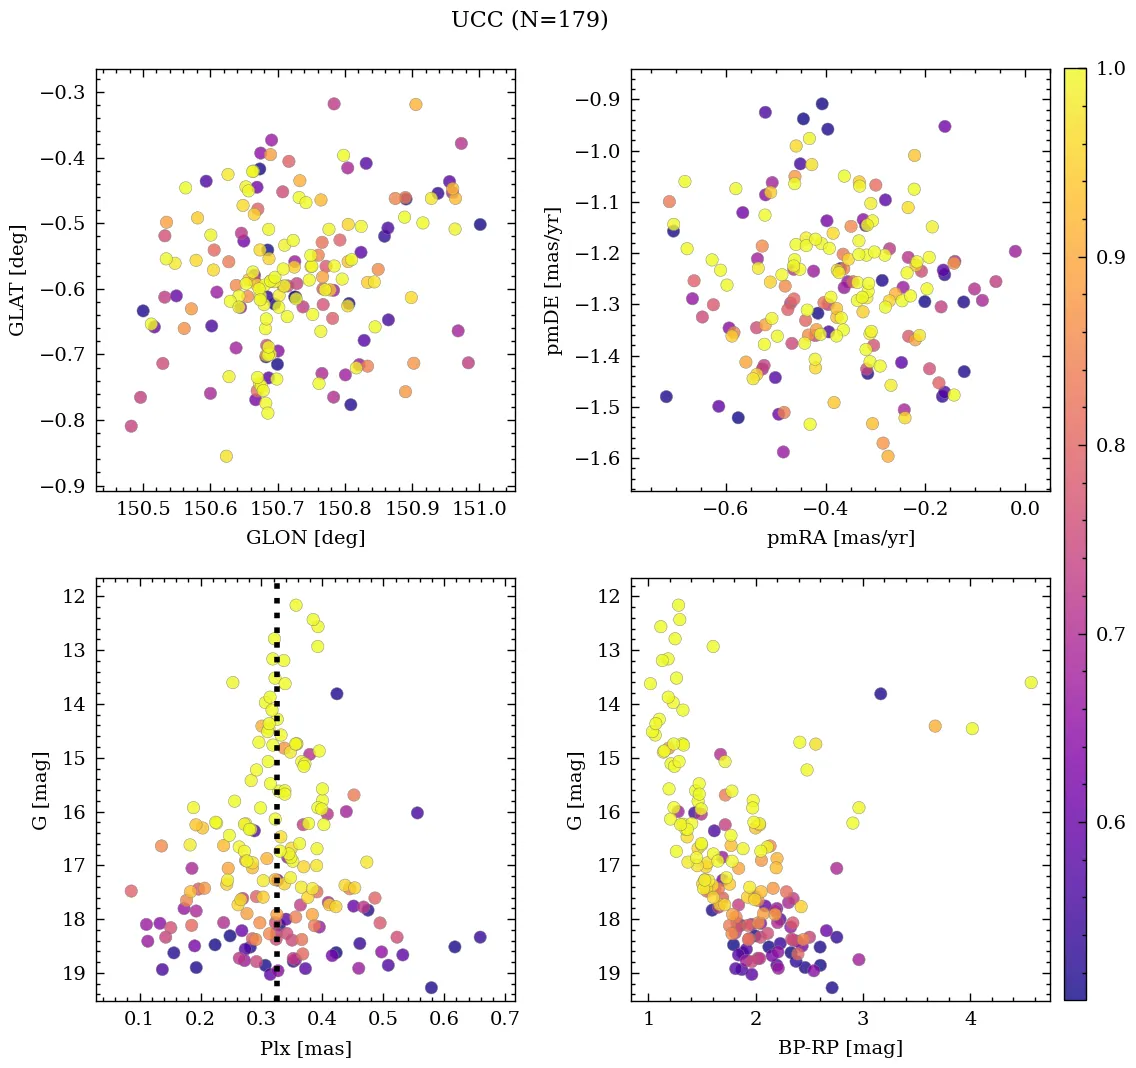 UCC (N=179)
−0.3
−0.4
−0.5
−0.6
−0.7
−0.8
−0.9
GLAT [deg]
150.5 150.6 150.7 150.8 150.9 151.0
GLON [deg]
−0.9
−1.0
−1.1
−1.2
−1.3
−1.4
−1.5
−1.6
pmDE [mas/yr]
−0.6 −0.4 −0.2 0.0
pmRA [mas/yr]
12
13
14
15
16
17
18
19
G [mag]
0.1 0.2 0.3 0.4 0.5 0.6 0.7
Plx [mas]
12
13
14
15
16
17
18
19
G [mag]
1 2 3 4
BP-RP [mag]
1.0
0.9
0.8
0.7
0.6